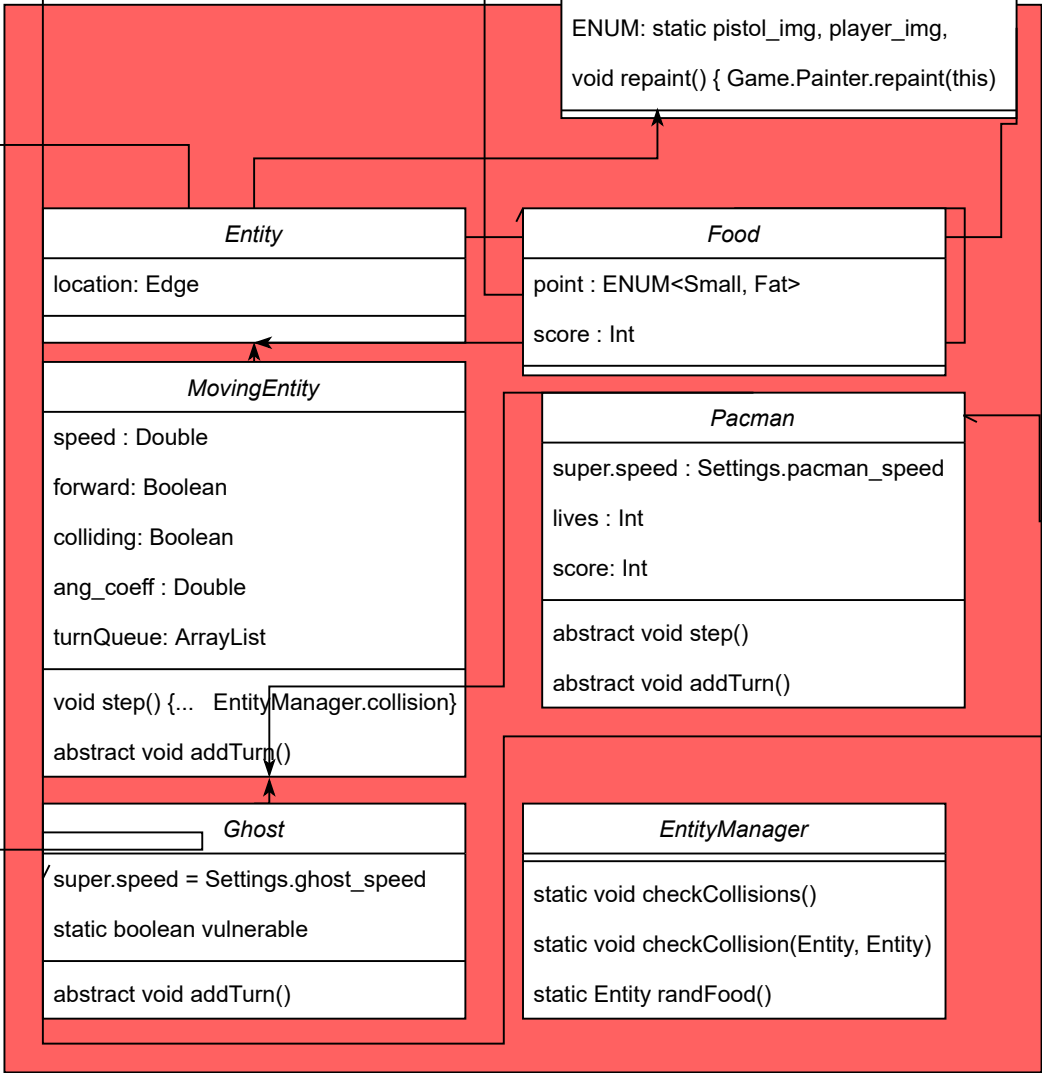 ENUM: static pistol_img, player_img,
void repaint() { Game.Painter.repaint(this)
Entity
location: Edge
Food
point : ENUM<Small, Fat>
score : Int
MovingEntity
speed : Double
forward: Boolean
colliding: Boolean
ang_coeff : Double
turnQueue: ArrayList
void step() {... EntityManager.collision}
abstract void addTurn()
Pacman
super.speed : Settings.pacman_speed
lives : Int
score: Int
abstract void step()
abstract void addTurn()
Ghost
super.speed = Settings.ghost_speed
static boolean vulnerable
abstract void addTurn()
EntityManager
static void checkCollisions()
static void checkCollision(Entity, Entity)
static Entity randFood()